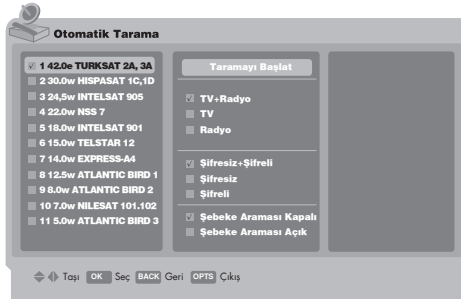 Otomatik Tarama
1 42.0e TURKSAT 2A, 3A
2 30.0w HISPASAT 1C,1D
3 24,5w INTELSAT 905
4 22.0w NSS 7
5 18.0w INTELSAT 901
6 15.0w TELSTAR 12
7 14.0w EXPRESS-A4
8 12.5w ATLANTIC BIRD 1
9 8.0w ATLANTIC BIRD 2
10 7.0w NILESAT 101.102
11 5.0w ATLANTIC BIRD 3
Taramayı Başlat
TV+Radyo
TV
Radyo
Şifresiz+Şifreli
Şifresiz
Şifreli
Şebeke Araması Kapalı
Şebeke Araması Açık
Taşı OK Seç BACK Geri OPTS Çıkış